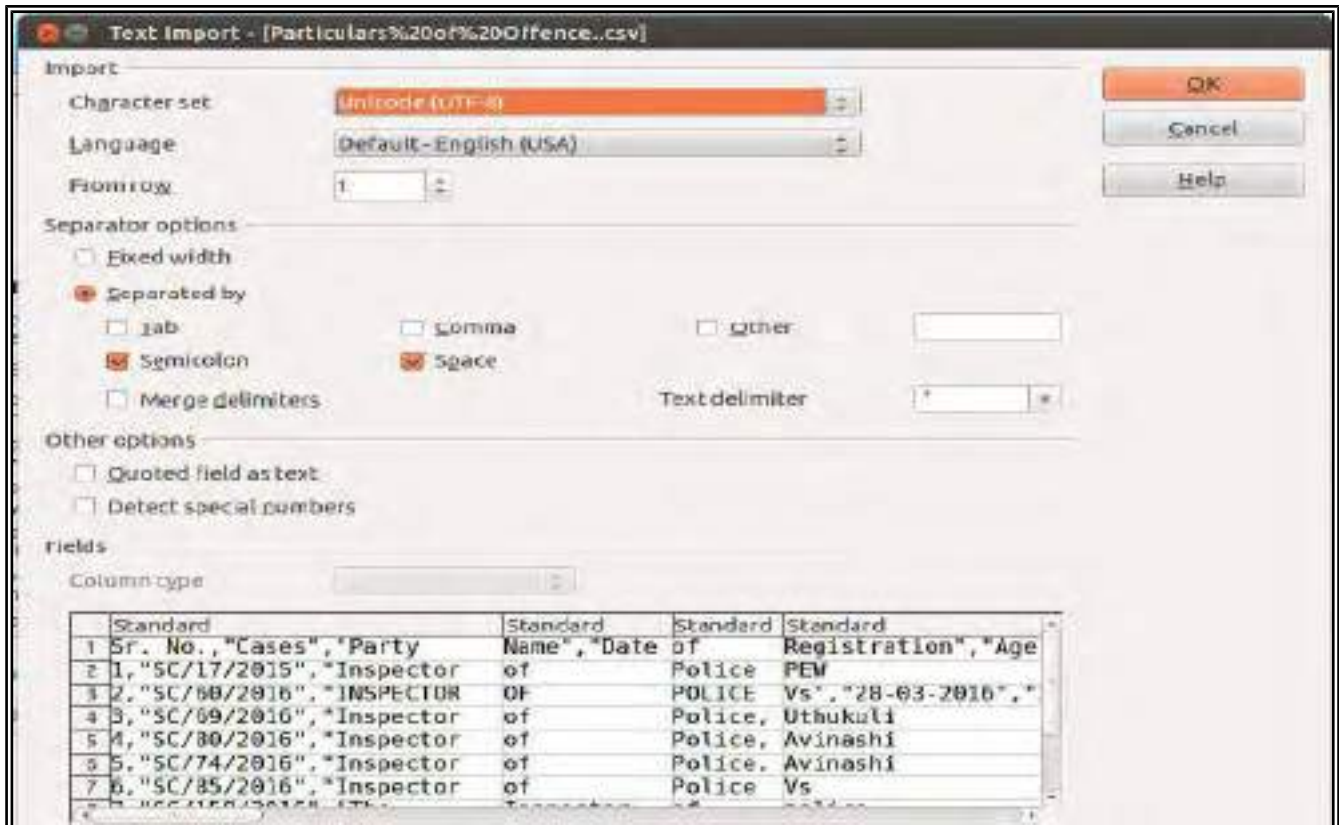 Text Import - [Particulars%20of%20Offence..csv]
Import
Character set Unicode (UTF-8)
OK
Language Default - English (USA)
Cancel
From row 1
Help
Separator options
Fixed width
Separated by
Tab Comma Other
Semicolon Space
Merge delimiters Text delimiter "
Other options
Quoted field as text
Detect special numbers
Fields
Column type
Standard Standard Standard Standard
1 Sr. No.,"Cases","Party Name","Date of Registration","Age
2 1,"SC/17/2015","Inspector of Police PEW
3 2,"SC/60/2016","INSPECTOR OF POLICE Vs","28-03-2016","
4 3,"SC/69/2016","Inspector of Police, Uthukuli
5 4,"SC/80/2016","Inspector of Police, Avinashi
6 5,"SC/74/2016","Inspector of Police, Avinashi
7 6,"SC/85/2016","Inspector of Police Vs